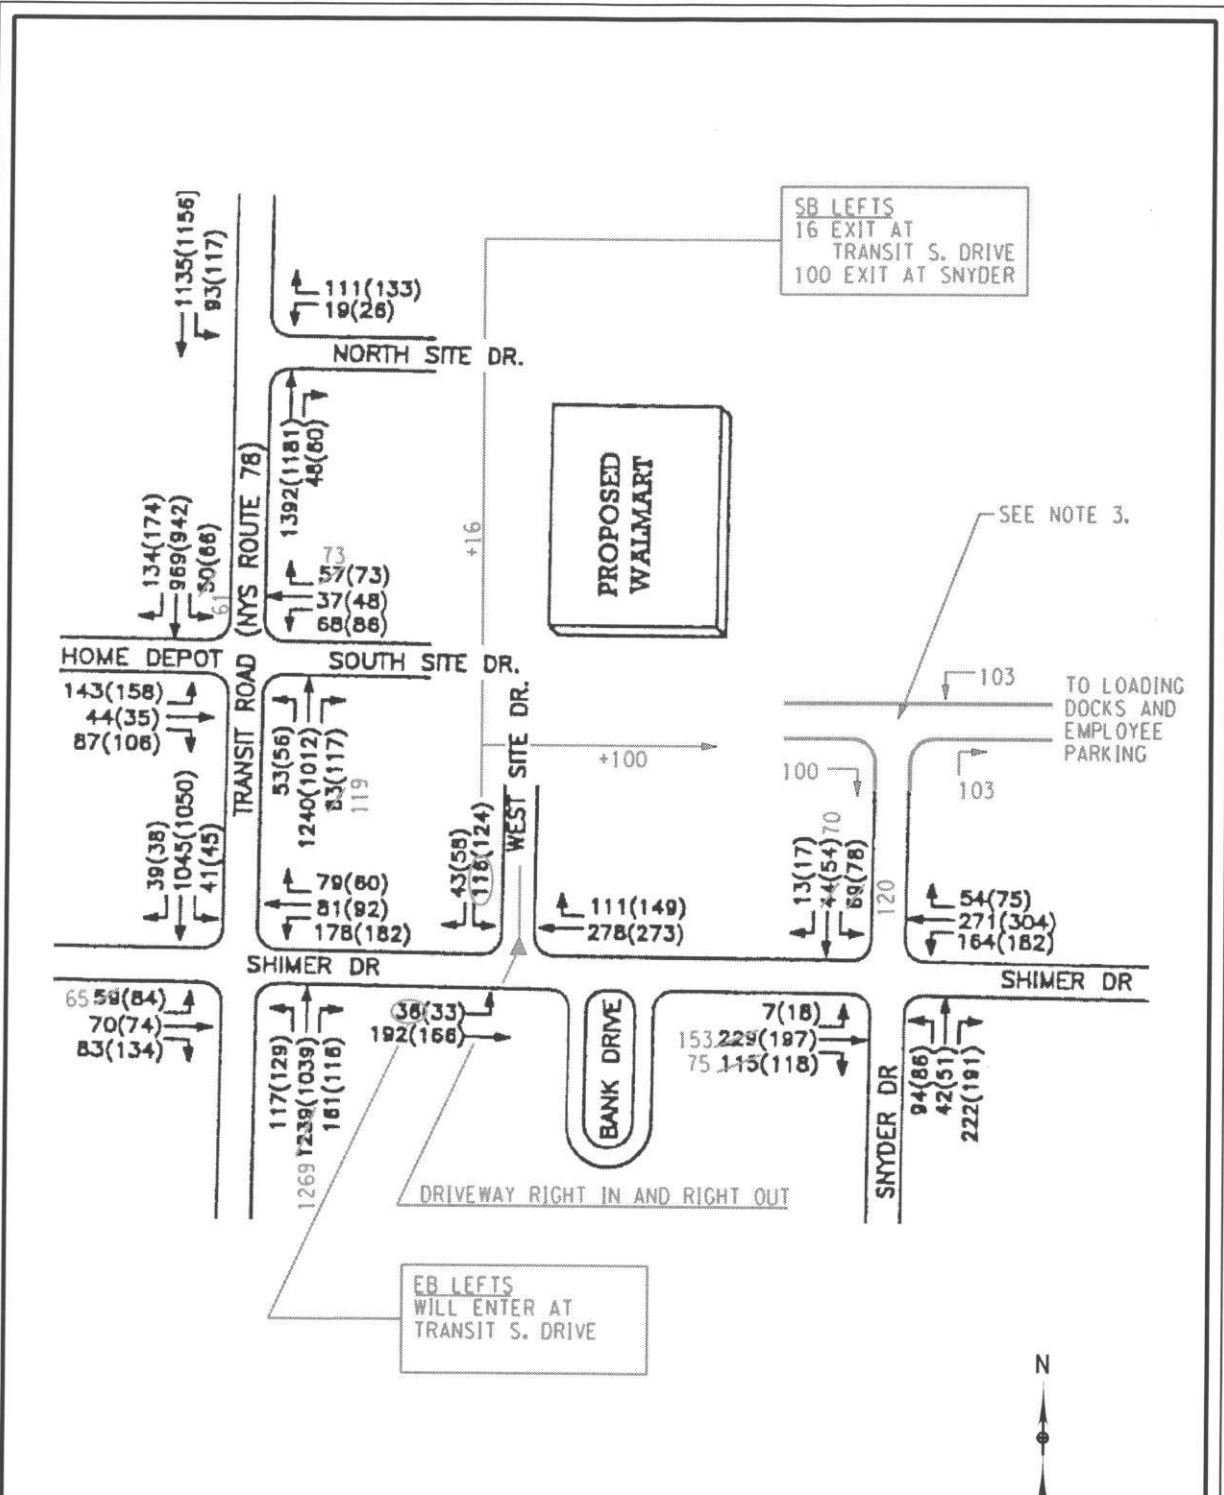 SB LEFTS
16 EXIT AT
TRANSIT S. DRIVE
100 EXIT AT SNYDER
1135(1156)
93(117)
111(133)
19(26)
NORTH SITE DR.
1392(1181)
48(60)
TRANSIT ROAD (NYS ROUTE 78)
134(174)
969(942)
50(66)
61
73
57(73)
37(48)
68(86)
+16
PROPOSED
WALMART
SEE NOTE 3.
HOME DEPOT
SOUTH SITE DR.
143(158)
44(35)
87(106)
53(56)
1240(1012)
83(117)
119
WEST SITE DR.
+100
103
TO LOADING
DOCKS AND
EMPLOYEE
PARKING
100
103
39(38)
1045(1050)
41(45)
79(60)
81(92)
178(182)
43(58)
116(124)
111(149)
278(273)
13(17)
44(54) 70
69(78)
120
54(75)
271(304)
164(182)
SHIMER DR
SHIMER DR
65 59(84)
70(74)
83(134)
117(129)
1239(1039)
161(116)
1269
36(33)
192(166)
BANK DRIVE
7(18)
153 229(197)
75 115(118)
SNYDER DR
94(86)
42(51)
222(191)
DRIVEWAY RIGHT IN AND RIGHT OUT
EB LEFTS
WILL ENTER AT
TRANSIT S. DRIVE
N